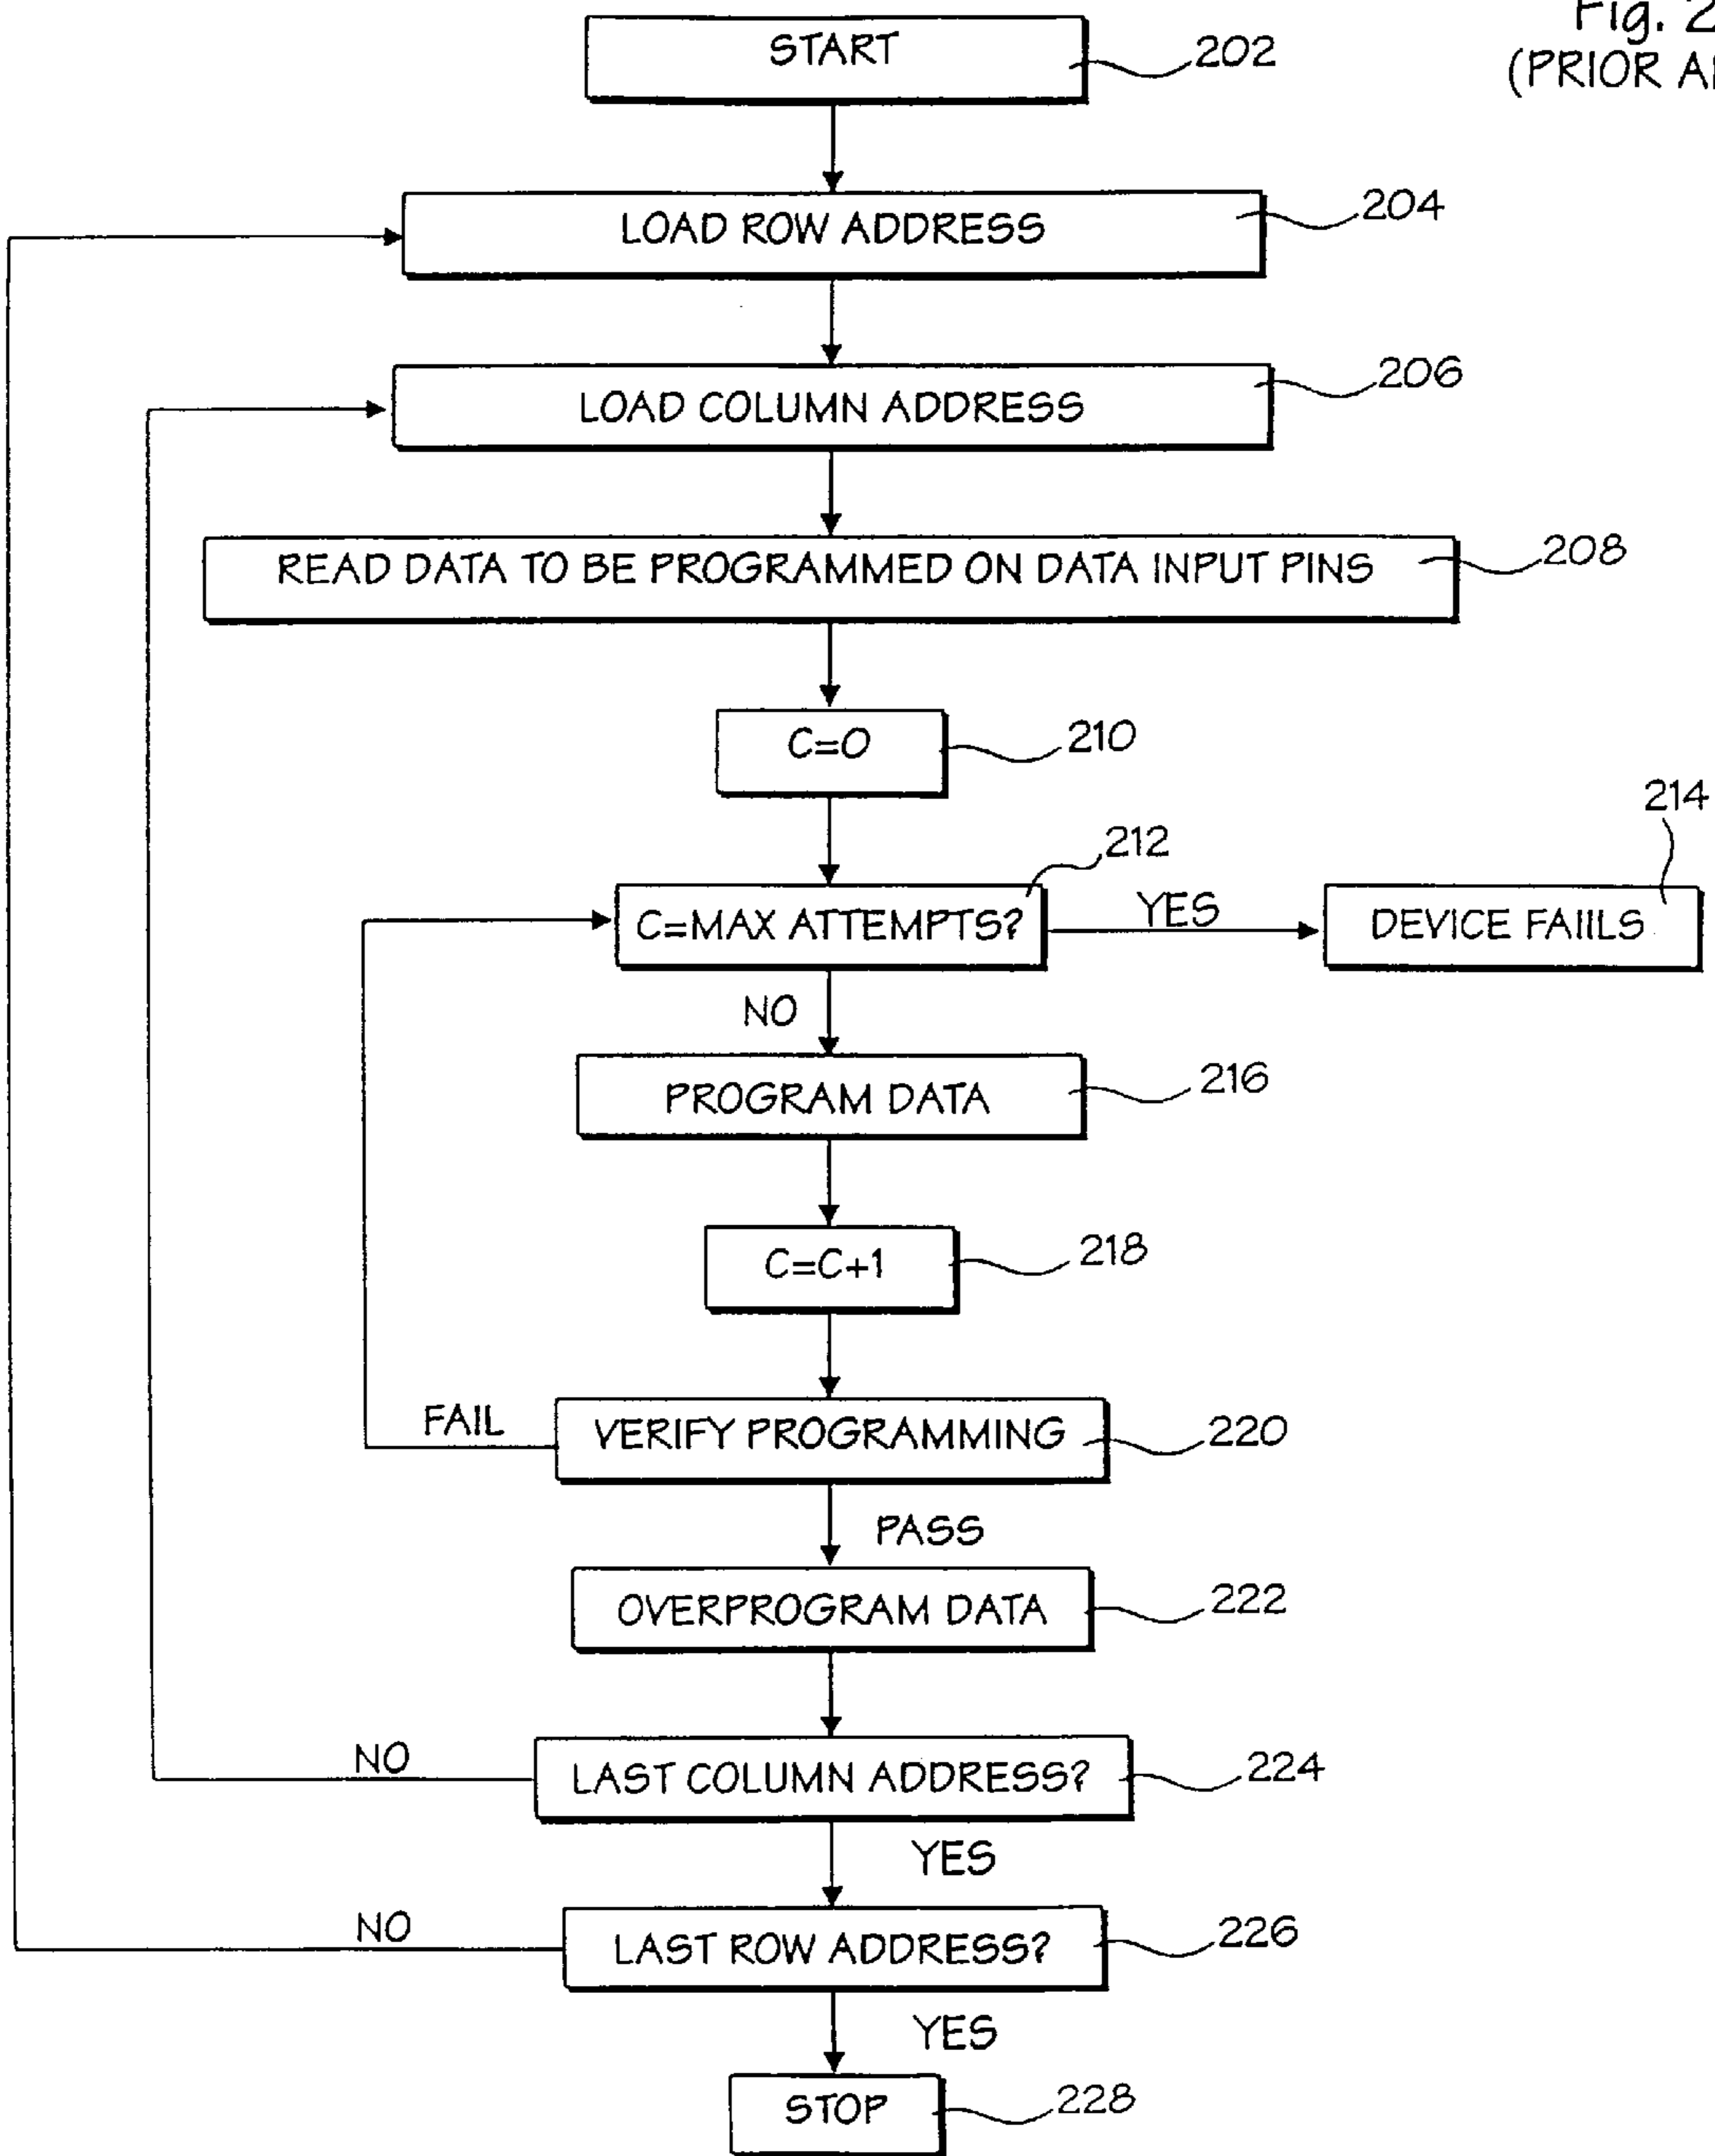 Fig. 2
(PRIOR A
START
202
LOAD ROW ADDRESS
204
LOAD COLUMN ADDRESS
206
READ DATA TO BE PROGRAMMED ON DATA INPUT PINS
208
C=0
210
C=MAX ATTEMPTS?
212
YES
DEVICE FAIILS
214
NO
PROGRAM DATA
216
C=C+1
218
FAIL
VERIFY PROGRAMMING
220
PASS
OVERPROGRAM DATA
222
NO
LAST COLUMN ADDRESS?
224
YES
NO
LAST ROW ADDRESS?
226
YES
STOP
228